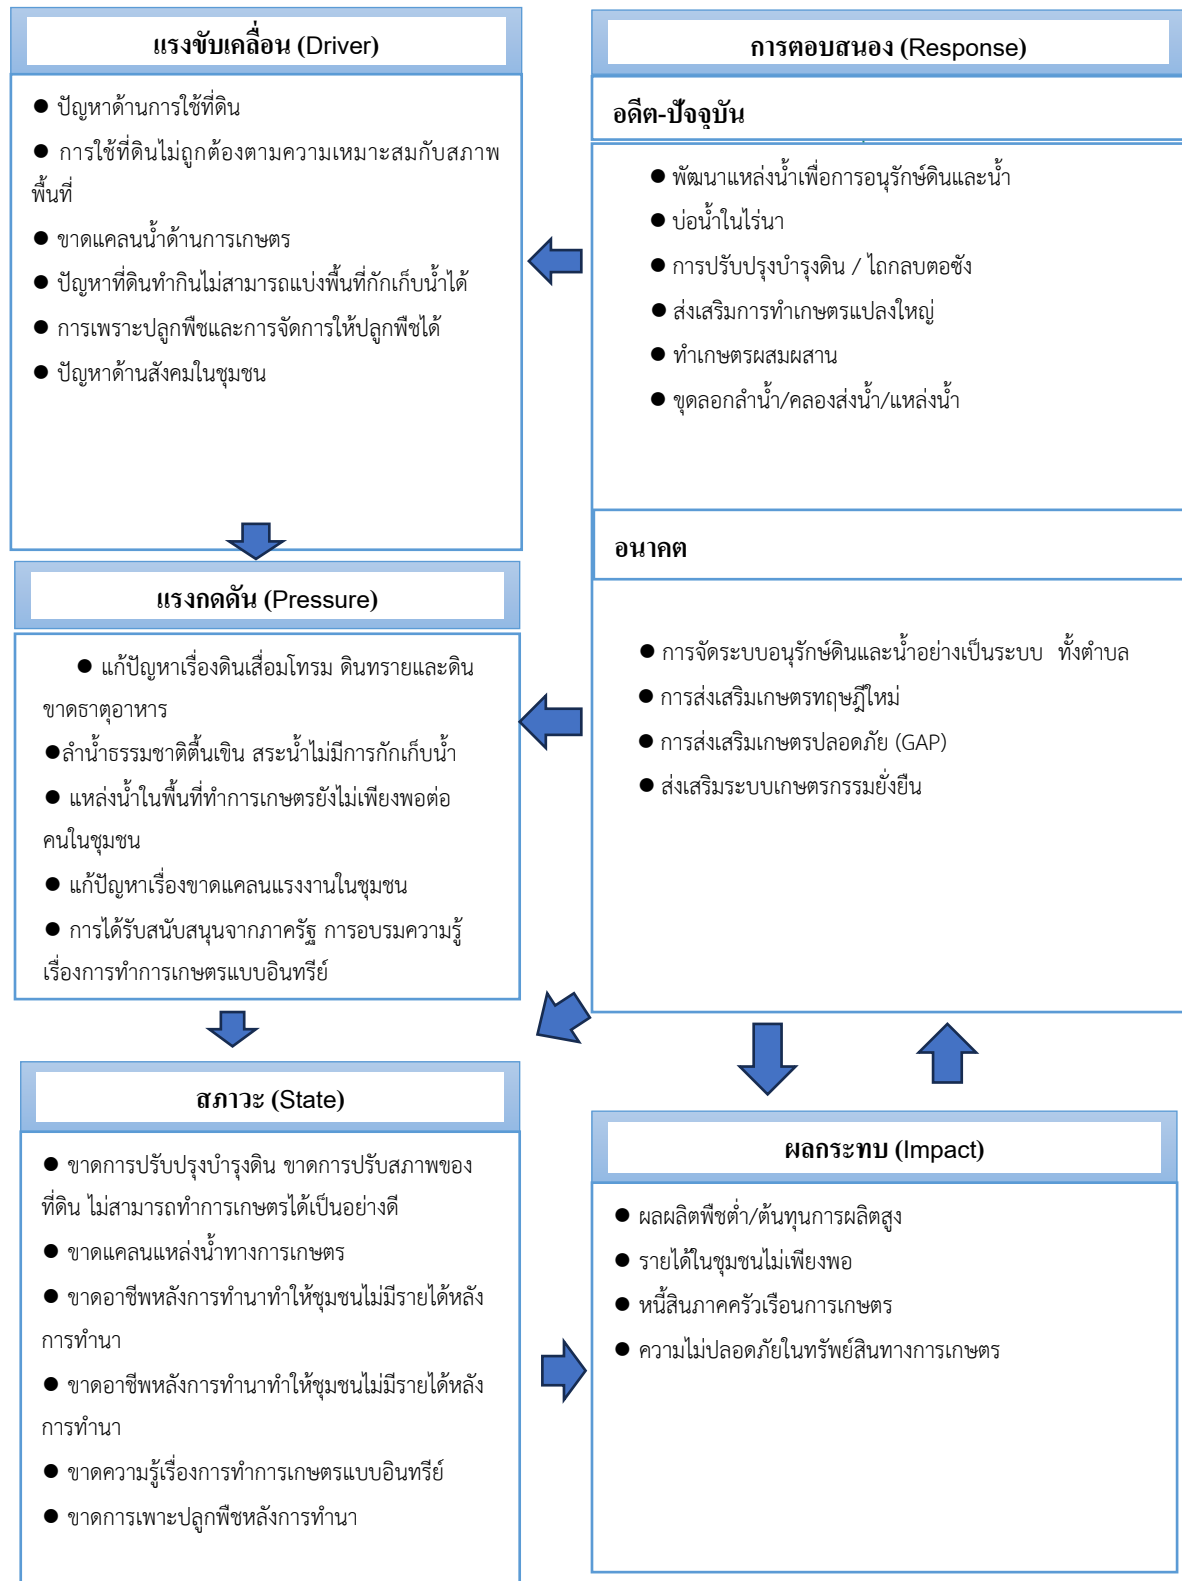 แรงขับเคลื่อน (Driver)
● ปัญหาด้านการใช้ที่ดิน
● การใช้ที่ดินไม่ถูกต้องตามความเหมาะสมกับสภาพ
พื้นที่
● ขาดแคลนน้ำด้านการเกษตร
● ปัญหาที่ดินทำกินไม่สามารถแบ่งพื้นที่กักเก็บน้ำได้
● การเพราะปลูกพืชและการจัดการให้ปลูกพืชได้
● ปัญหาด้านสังคมในชุมชน
แรงกดดัน (Pressure)
● แก้ปัญหาเรื่องดินเสื่อมโทรม ดินทรายและดิน
ขาดธาตุอาหาร
●ลำน้ำธรรมชาติตื้นเขิน สระน้ำไม่มีการกักเก็บน้ำ
● แหล่งน้ำในพื้นที่ทำการเกษตรยังไม่เพียงพอต่อ
คนในชุมชน
● แก้ปัญหาเรื่องขาดแคลนแรงงานในชุมชน
● การได้รับสนับสนุนจากภาครัฐ การอบรมความรู้
เรื่องการทำการเกษตรแบบอินทรีย์
สภาวะ (State)
● ขาดการปรับปรุงบำรุงดิน ขาดการปรับสภาพของ
ที่ดิน ไม่สามารถทำการเกษตรได้เป็นอย่างดี
● ขาดแคลนแหล่งน้ำทางการเกษตร
● ขาดอาชีพหลังการทำนาทำให้ชุมชนไม่มีรายได้หลัง
การทำนา
● ขาดอาชีพหลังการทำนาทำให้ชุมชนไม่มีรายได้หลัง
การทำนา
● ขาดความรู้เรื่องการทำการเกษตรแบบอินทรีย์
● ขาดการเพาะปลูกพืชหลังการทำนา
การตอบสนอง (Response)
อดีต-ปัจจุบัน
● พัฒนาแหล่งน้ำเพื่อการอนุรักษ์ดินและน้ำ
● บ่อน้ำในไร่นา
● การปรับปรุงบำรุงดิน / ไถกลบตอซัง
● ส่งเสริมการทำเกษตรแปลงใหญ่
● ทำเกษตรผสมผสาน
● ขุดลอกลำน้ำ/คลองส่งน้ำ/แหล่งน้ำ
อนาคต
● การจัดระบบอนุรักษ์ดินและน้ำอย่างเป็นระบบ ทั้งตำบล
● การส่งเสริมเกษตรทฤษฎีใหม่
● การส่งเสริมเกษตรปลอดภัย (GAP)
● ส่งเสริมระบบเกษตรกรรมยั่งยืน
ผลกระทบ (Impact)
● ผลผลิตพืชต่ำ/ต้นทุนการผลิตสูง
● รายได้ในชุมชนไม่เพียงพอ
● หนี้สินภาคครัวเรือนการเกษตร
● ความไม่ปลอดภัยในทรัพย์สินทางการเกษตร